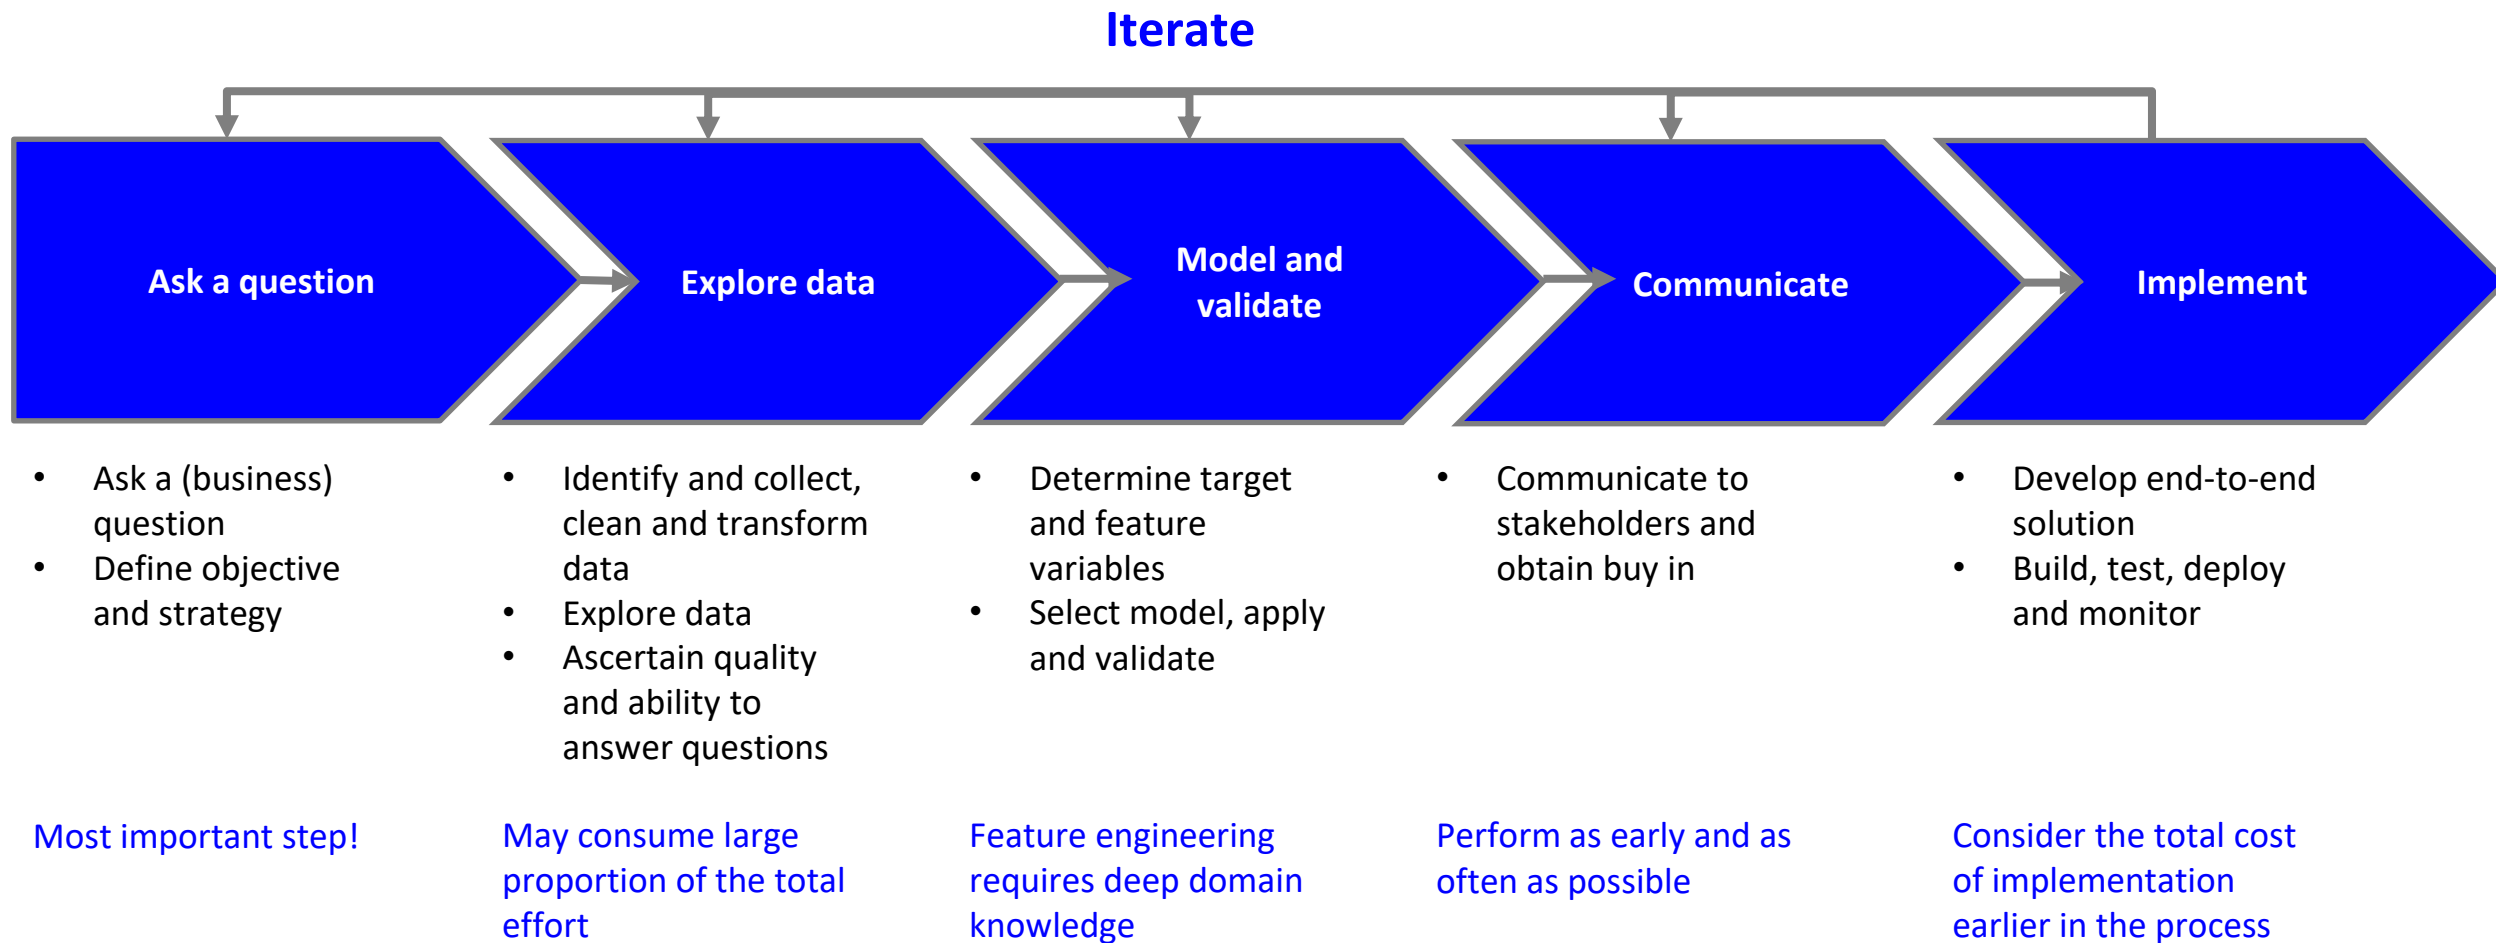 Iterate
Ask a question
Explore data
Model and
validate
Communicate
Implement
• Ask a (business)
question
• Define objective
and strategy
• Identify and collect,
clean and transform
data
• Explore data
• Ascertain quality
and ability to
answer questions
• Determine target
and feature
variables
• Select model, apply
and validate
• Communicate to
stakeholders and
obtain buy in
• Develop end-to-end
solution
• Build, test, deploy
and monitor
Most important step!
May consume large
proportion of the total
effort
Feature engineering
requires deep domain
knowledge
Perform as early and as
often as possible
Consider the total cost
of implementation
earlier in the process